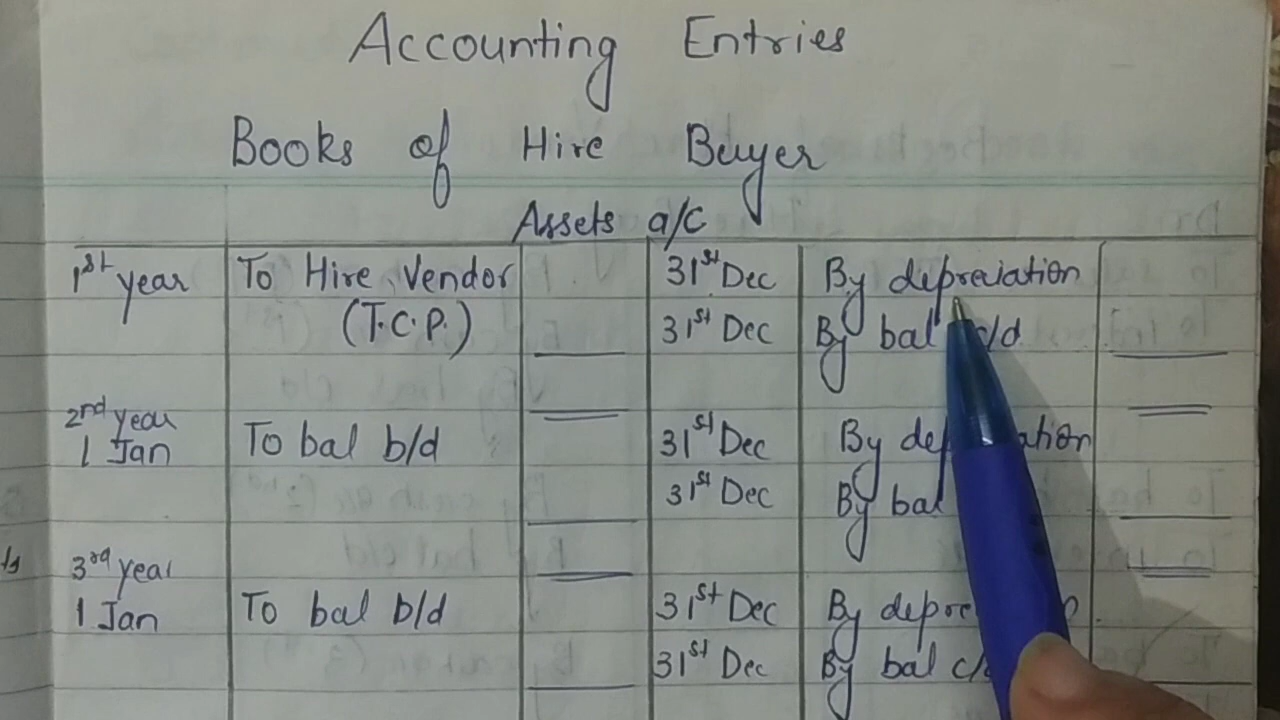 Accounting Entries
Books of Hire Buyer
Assets a/c
1st year To Hire Vendor 31st Dec By depreiation
(T.C.P.) 31st Dec By bal c/d
2nd year
1 Jan To bal b/d 31st Dec By
31st Dec By bal
3rd year
1 Jan To bal b/d 31st Dec By
31st Dec By bal